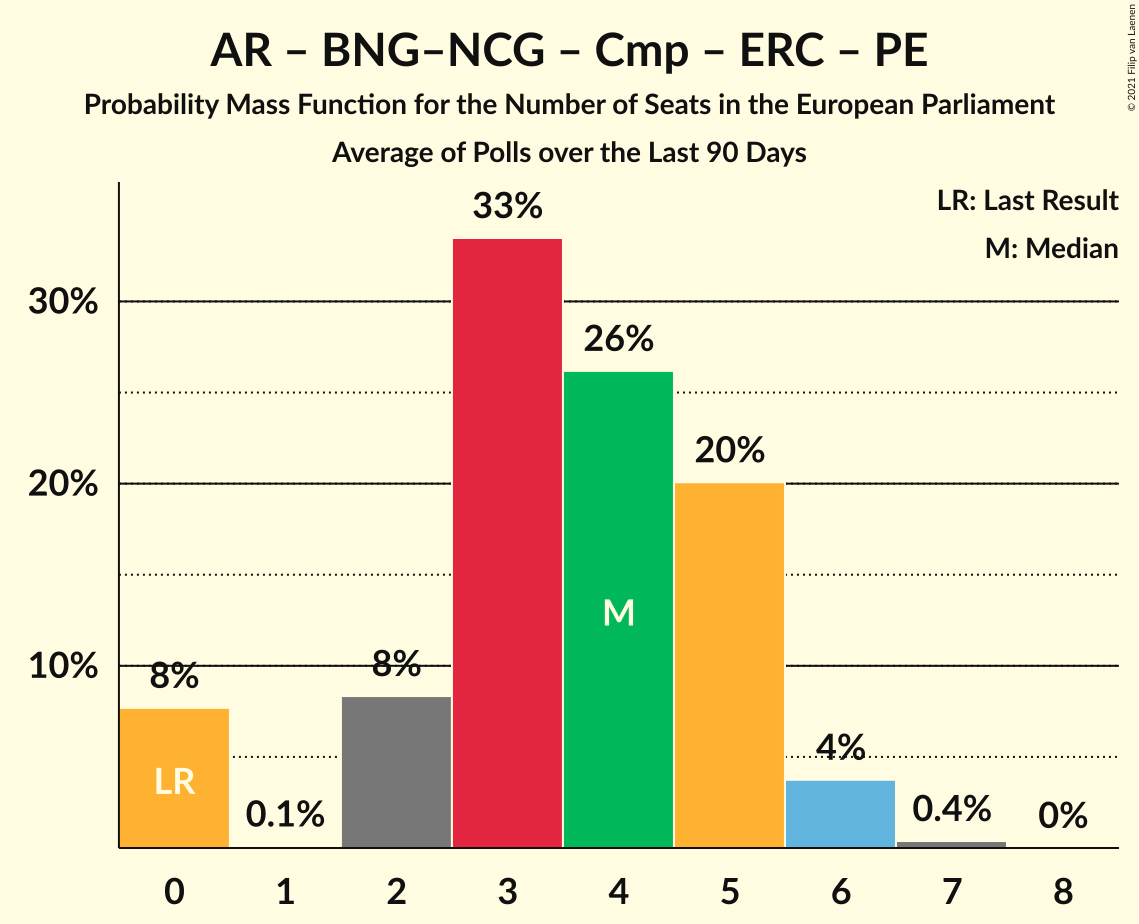 AR – BNG–NCG – Cmp – ERC – PE
Probability Mass Function for the Number of Seats in the European Parliament
Average of Polls over the Last 90 Days
© 2021 Filip van Laenen
LR: Last Result
M: Median
33%
30%
26%
20%
20%
M
10%
8%
8%
LR
4%
0.1%
0.4%
0%
0 1 2 3 4 5 6 7 8